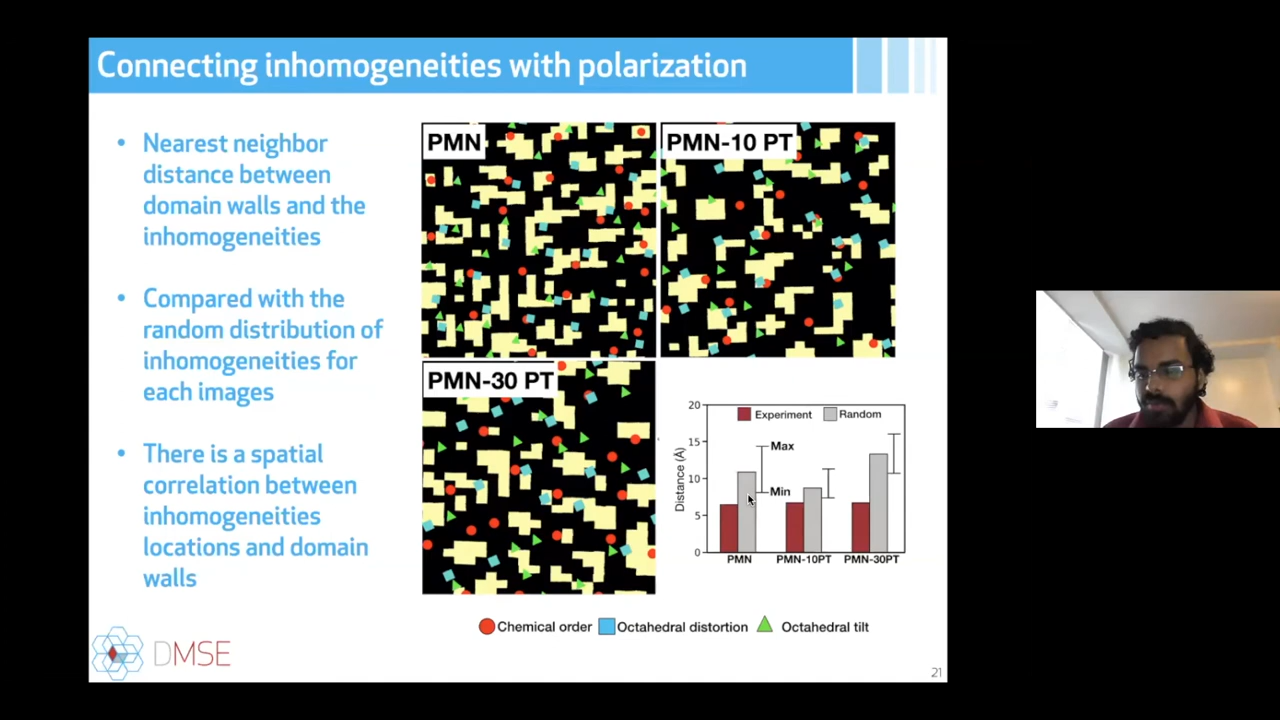 Connecting inhomogeneities with polarization
• Nearest neighbor
distance between
domain walls and the
inhomogeneities
• Compared with the
random distribution of
inhomogeneities for
each images
• There is a spatial
correlation between
inhomogeneities
locations and domain
walls
PMN
PMN-10 PT
PMN-30 PT
20
15
10
5
0
Distance (Å)
Experiment
Random
Max
Min
PMN
PMN-10PT
PMN-30PT
Chemical order
Octahedral distortion
Octahedral tilt
DMSE
21